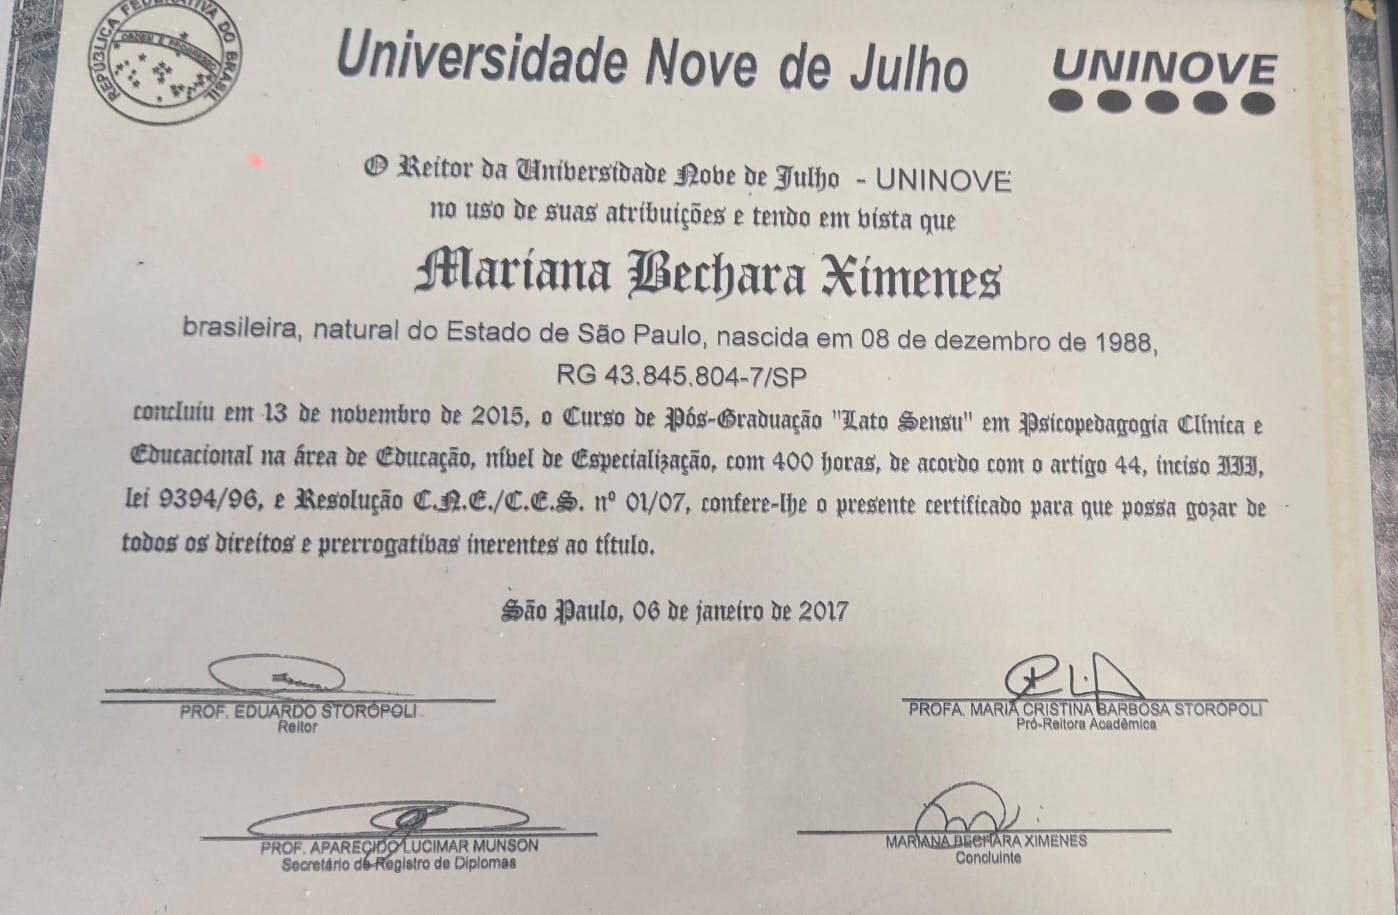 REPÚBLICA FEDERATIVA DO BRASIL
ORDEM E PROGRESSO
Universidade Nove de Julho
UNINOVE
O Reitor da Universidade Nove de Julho - UNINOVE
no uso de suas atribuições e tendo em vista que
Mariana Bechara Ximenes
brasileira, natural do Estado de São Paulo, nascida em 08 de dezembro de 1988,
RG 43.845.804-7/SP
concluiu em 13 de novembro de 2015, o Curso de Pós-Graduação "Lato Sensu" em Psicopedagogia Clínica e
Educacional na área de Educação, nível de Especialização, com 400 horas, de acordo com o artigo 44, inciso III,
lei 9394/96, e Resolução C.N.E./C.E.S. nº 01/07, confere-lhe o presente certificado para que possa gozar de
todos os direitos e prerrogativas inerentes ao título.
São Paulo, 06 de janeiro de 2017
PROF. EDUARDO STORÓPOLI
Reitor
PROFA. MARIA CRISTINA BARBOSA STORÓPOLI
Pró-Reitora Acadêmica
PROF. APARECIDO LUCIMAR MUNSON
Secretário de Registro de Diplomas
MARIANA BECHARA XIMENES
Concluinte